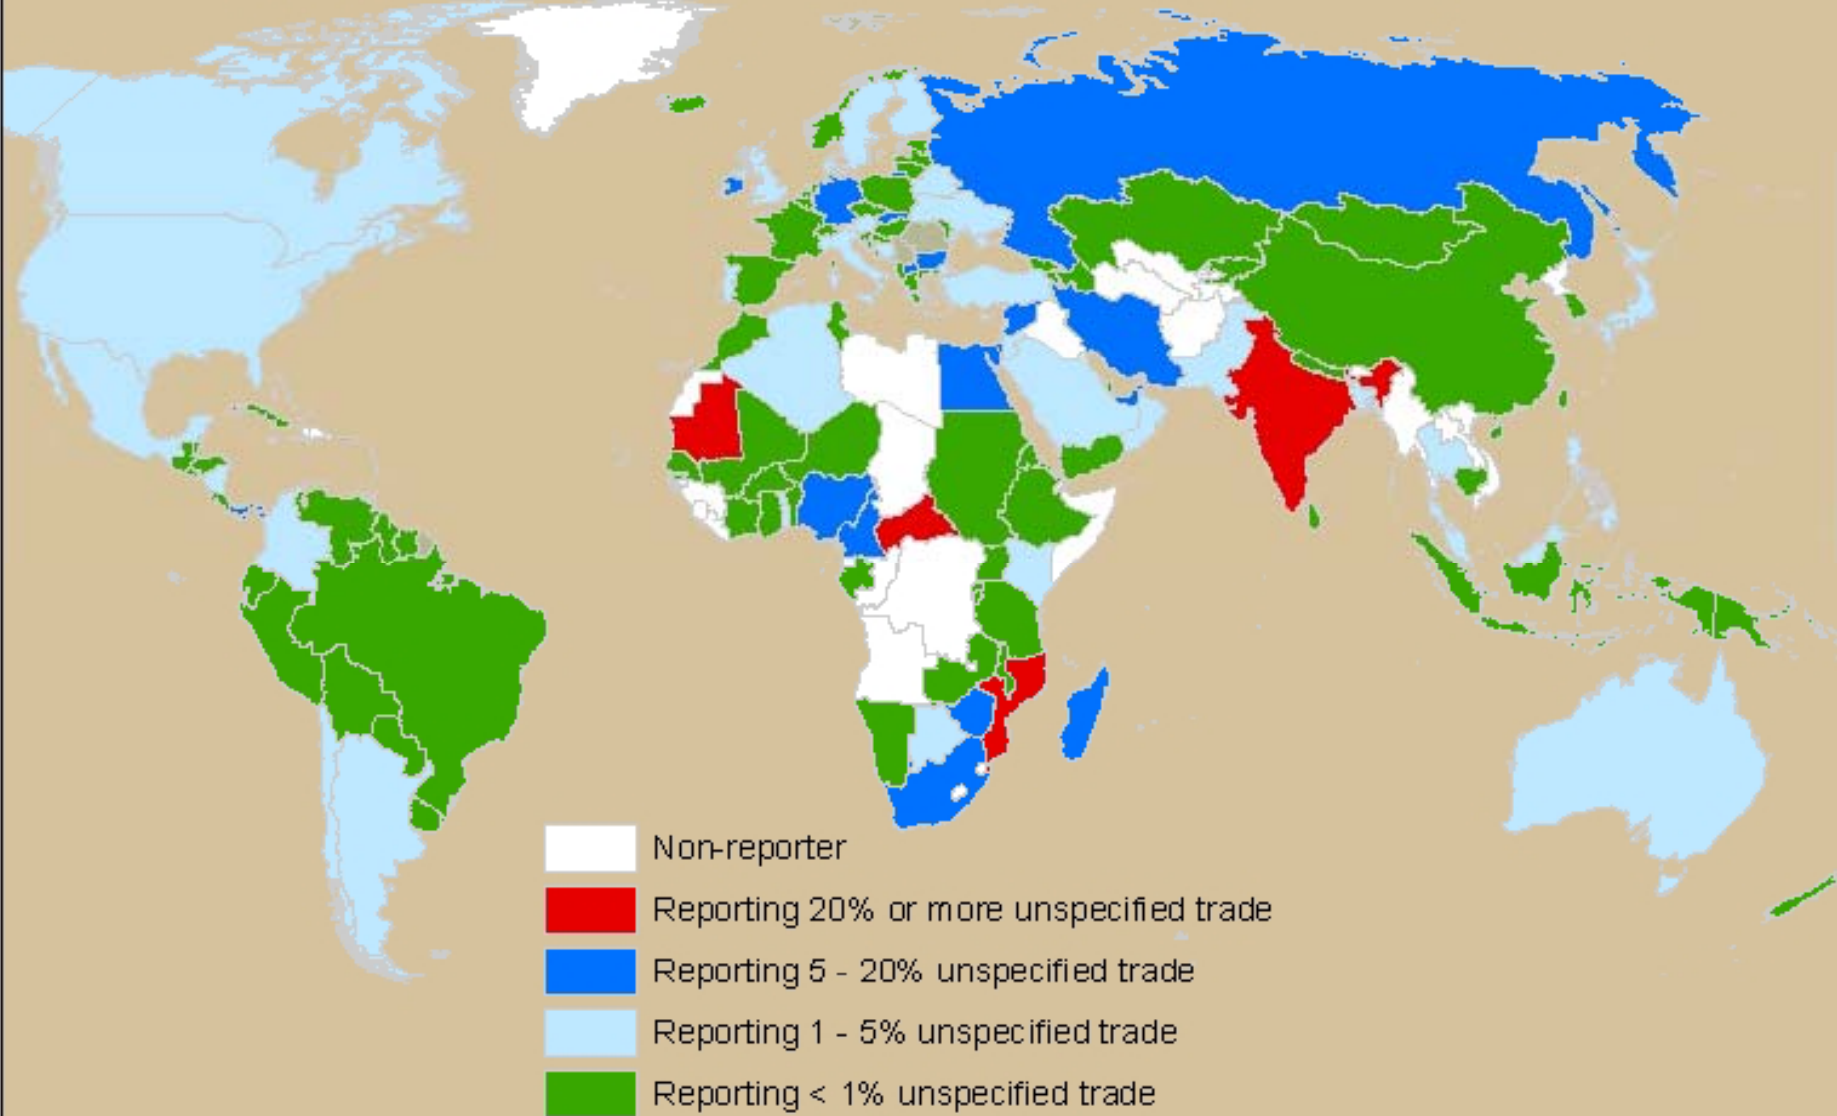 Non-reporter
Reporting 20% or more unspecified trade
Reporting 5 - 20% unspecified trade
Reporting 1 - 5% unspecified trade
Reporting < 1% unspecified trade